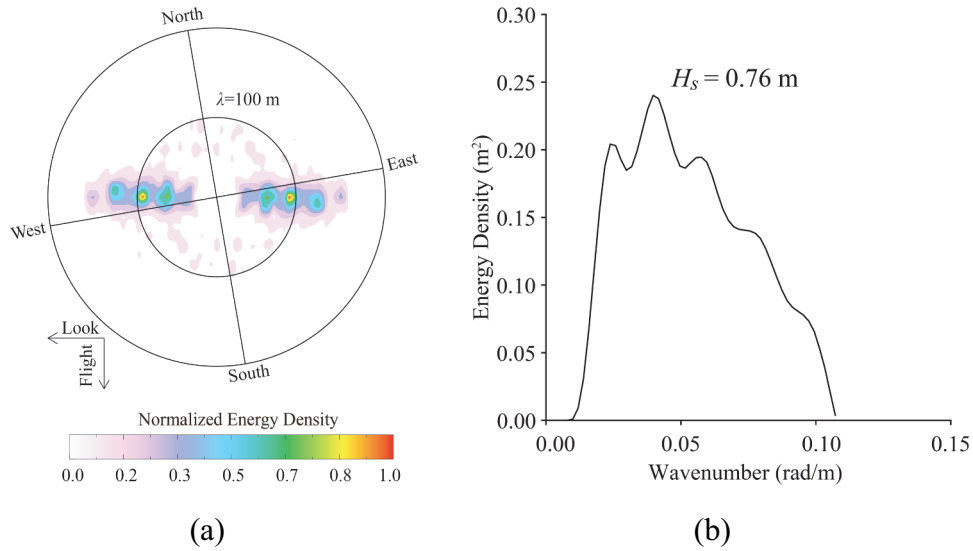 North
λ=100 m
East
West
Look
Flight
South
Normalized Energy Density
0.0 0.2 0.3 0.5 0.7 0.8 1.0
(a)
0.30
0.25
0.20
0.15
0.10
0.05
0.00
Energy Density (m²)
Hs = 0.76 m
0.00 0.05 0.10 0.15
Wavenumber (rad/m)
(b)